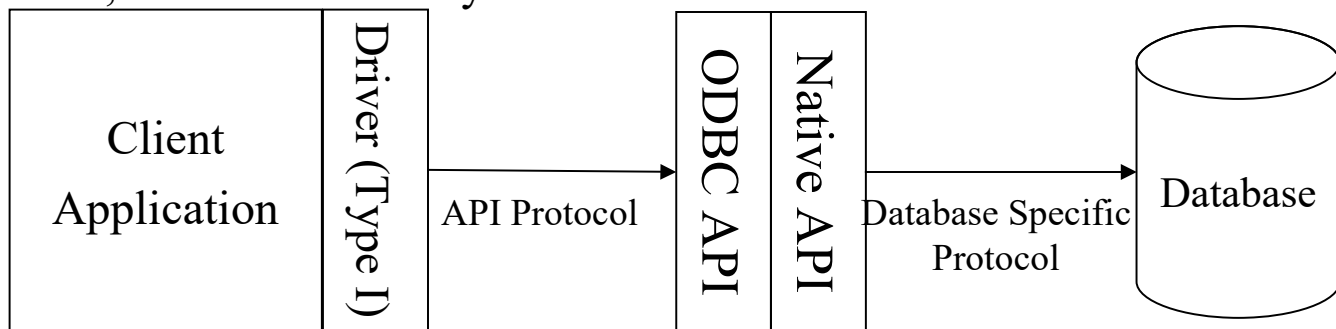 Client
Application
Driver (Type I)
API Protocol
ODBC API
Native API
Database Specific
Protocol
Database